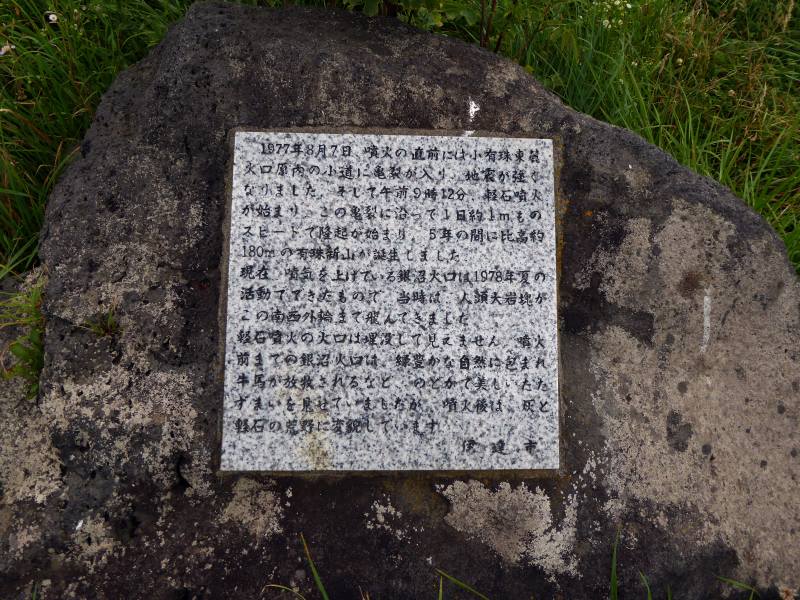 1977年8月7日、噴火の直前には小有珠東麓
火口原内の小道に亀裂が入り、地震が強く
なりました。そして午前9時12分、軽石噴火
が始まり、この亀裂に沿って1日約1mもの
スピードで隆起が始まり、5年の間に比高約
180mの有珠新山が誕生しました。
現在、噴気を上げている銀沼火口は1978年夏の
活動でできたもので、当時は、人頭大岩塊が
この南西外輪まで飛んできました。
軽石噴火の火口は埋没して見えません。噴火
前までの銀沼火口は、緑豊かな自然に包まれ
牛馬が放牧されるなど、のどかで美しいたた
ずまいを見せていましたが、噴火後は、灰と
軽石の荒野に変貌しています。
伊達市